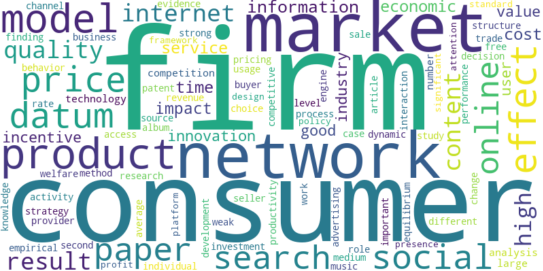 channel evidence
model internet
finding business strong
framework
quality service
behavior
price
competition
technology patent time
revenue
rate source impact
datum album
incentive access innovation
firm
information economic value
market
standard
structure cost
sale trade
free
decision
performance
attention
user
online
content
significant
interaction
number
article
industry
level
engine
process
policy
good case dynamic study
pricing
usage
buyer
design
choice
competitive
effect
product network
welfare method
research
consumer
knowledge
activity
strategy
provider
average
platform
development
seller
weak
productivity
work
advertising
important
equilibrium
different
change
high
empirical second
result paper
profit individual
investment
search
role
medium
music
presence
social
analysis
large